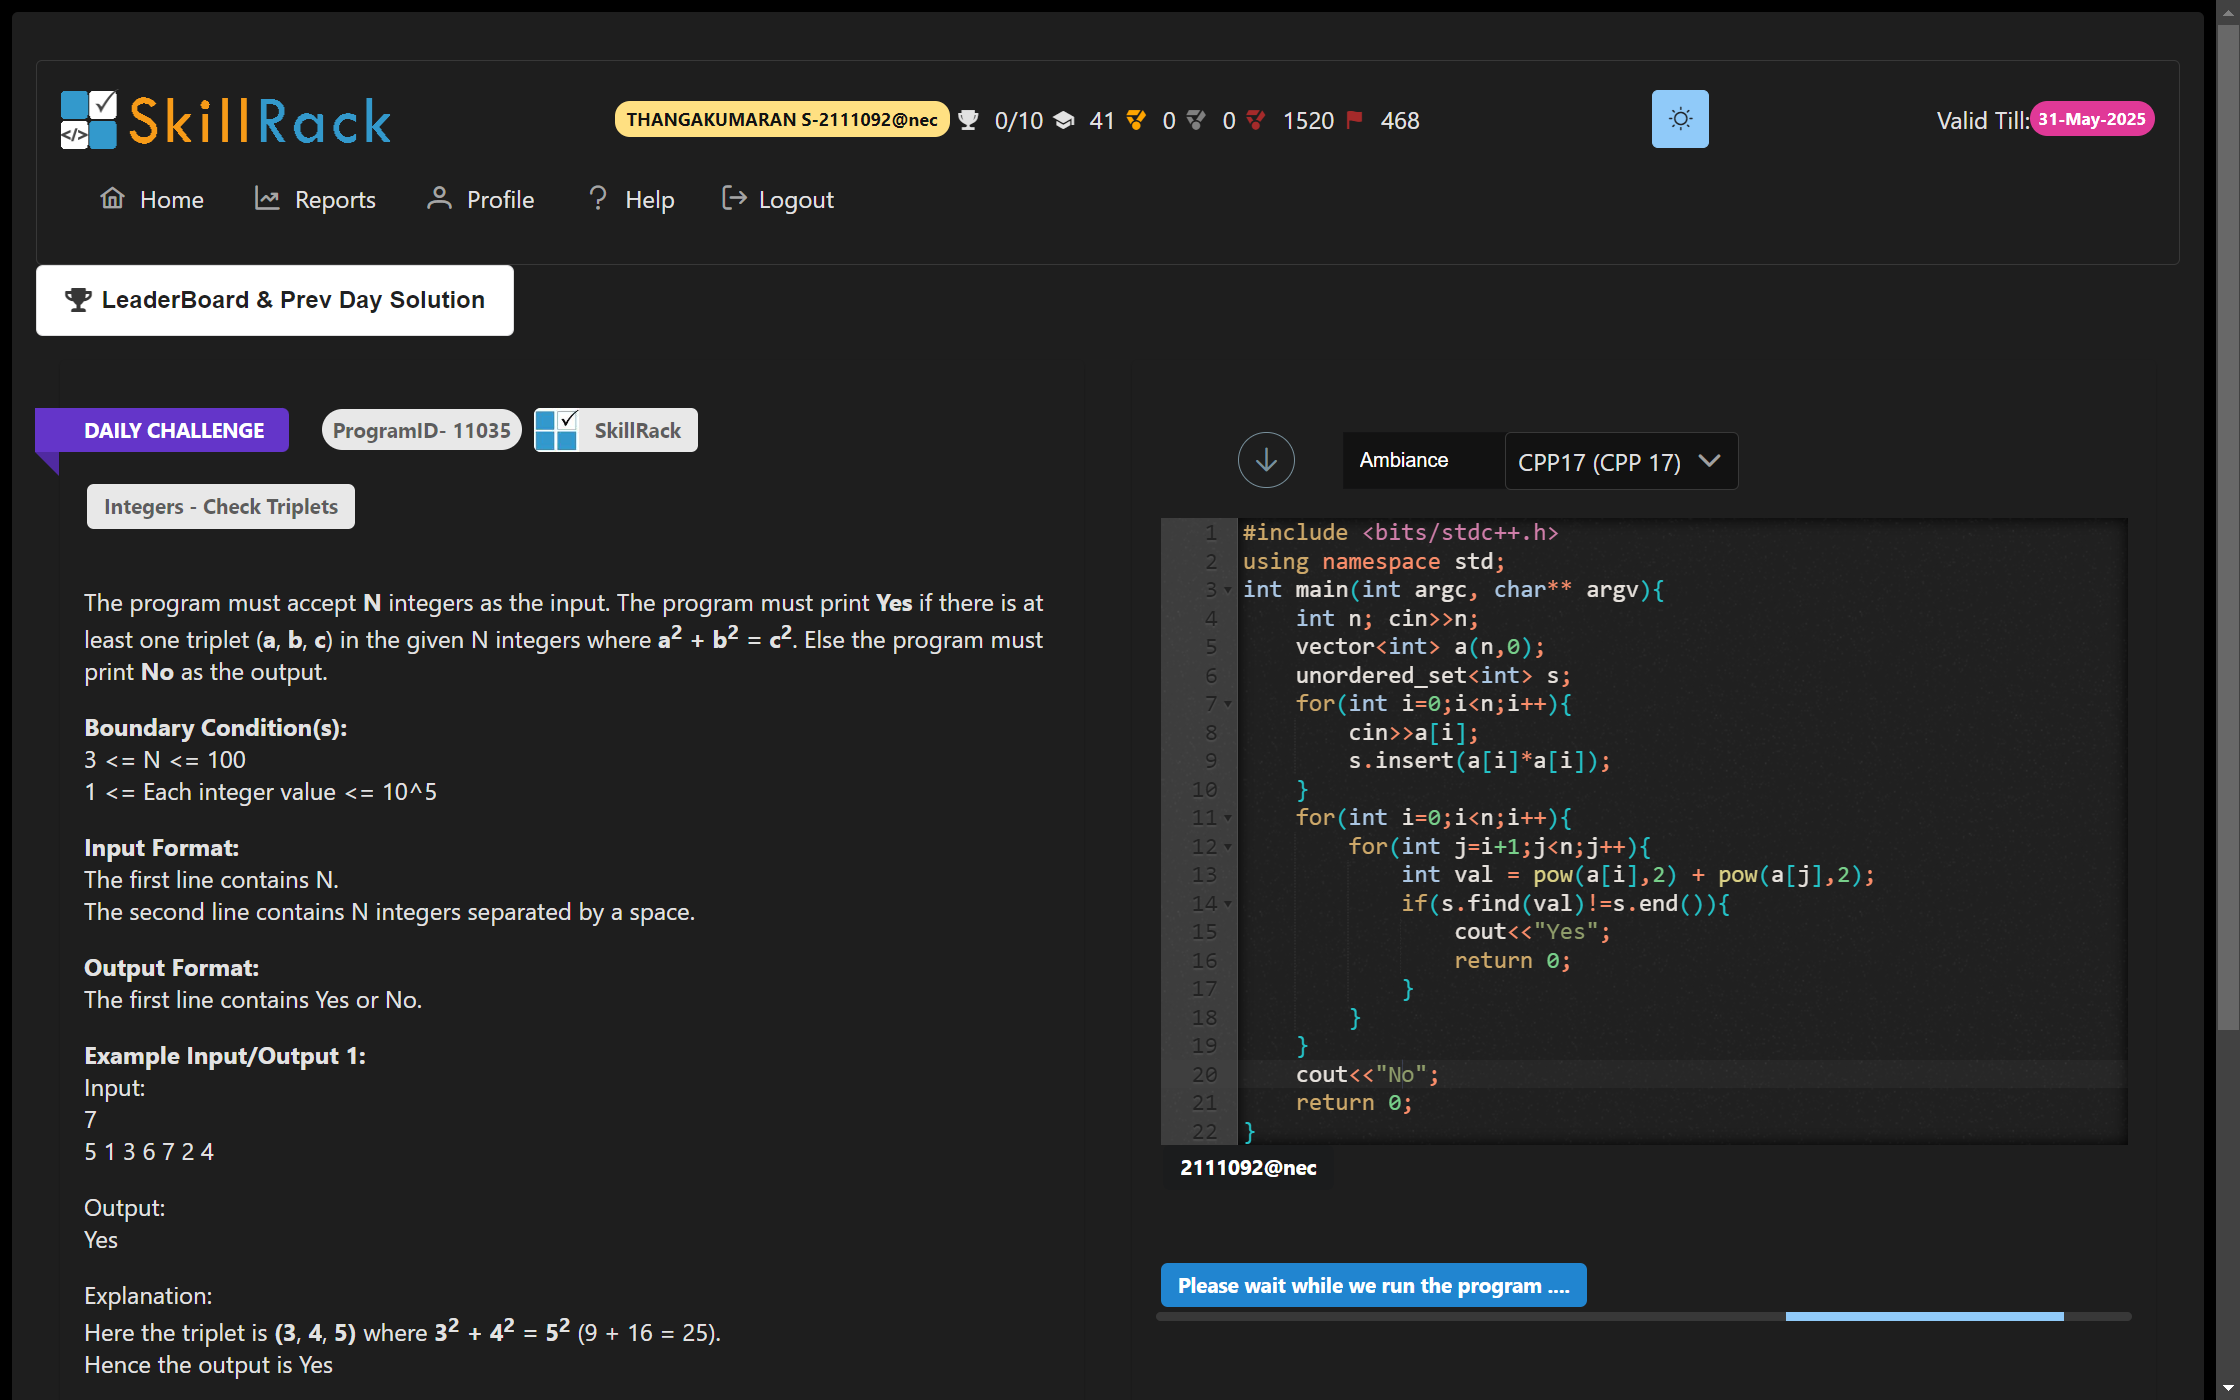 SkillRack
THANGAKUMARAN S-2111092@nec 0/10 41 0 0 1520 468
Valid Till: 31-May-2025
Home Reports Profile Help Logout
LeaderBoard & Prev Day Solution
DAILY CHALLENGE ProgramID- 11035 SkillRack
Integers - Check Triplets
The program must accept N integers as the input. The program must print Yes if there is at
least one triplet (a, b, c) in the given N integers where a² + b² = c². Else the program must
print No as the output.
Boundary Condition(s):
3 <= N <= 100
1 <= Each integer value <= 10^5
Input Format:
The first line contains N.
The second line contains N integers separated by a space.
Output Format:
The first line contains Yes or No.
Example Input/Output 1:
Input:
7
5 1 3 6 7 2 4
Output:
Yes
Explanation:
Here the triplet is (3, 4, 5) where 3² + 4² = 5² (9 + 16 = 25).
Hence the output is Yes
Ambiance CPP17 (CPP 17)
1 #include <bits/stdc++.h>
2 using namespace std;
3 int main(int argc, char** argv){
4 int n; cin>>n;
5 vector<int> a(n,0);
6 unordered_set<int> s;
7 for(int i=0;i<n;i++){
8 cin>>a[i];
9 s.insert(a[i]*a[i]);
10 }
11 for(int i=0;i<n;i++){
12 for(int j=i+1;j<n;j++){
13 int val = pow(a[i],2) + pow(a[j],2);
14 if(s.find(val)!=s.end()){
15 cout<<"Yes";
16 return 0;
17 }
18 }
19 }
20 cout<<"No";
21 return 0;
22 }
2111092@nec
Please wait while we run the program ....